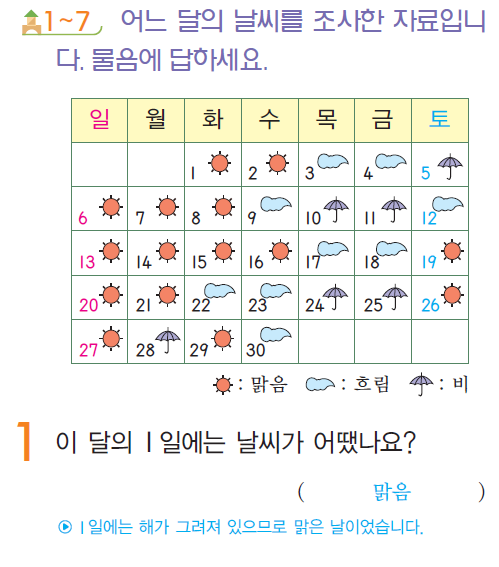 1~7 어느 달의 날씨를 조사한 자료입니
다. 물음에 답하세요.
일 월 화 수 목 금 토
1 2 3 4 5
6 7 8 9 10 11 12
13 14 15 16 17 18 19
20 21 22 23 24 25 26
27 28 29 30
: 맑음 : 흐림 : 비
1 이 달의 1일에는 날씨가 어땠나요?
( 맑음 )
1일에는 해가 그려져 있으므로 맑은 날이었습니다.